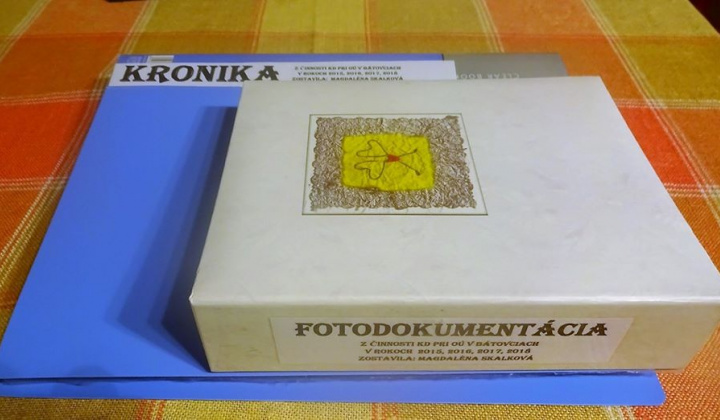 KRONIKA
Z ČINNOSTI KD PRI OÚ V BÁTOVCIACH
V ROKOCH 2015, 2016, 2017, 2018
ZOSTAVILA: MAGDALÉNA SKALKOVÁ
FOTODOKUMENTÁCIA
Z ČINNOSTI KD PRI OÚ V BÁTOVCIACH
V ROKOCH 2015, 2016, 2017, 2018
ZOSTAVILA: MAGDALÉNA SKALKOVÁ